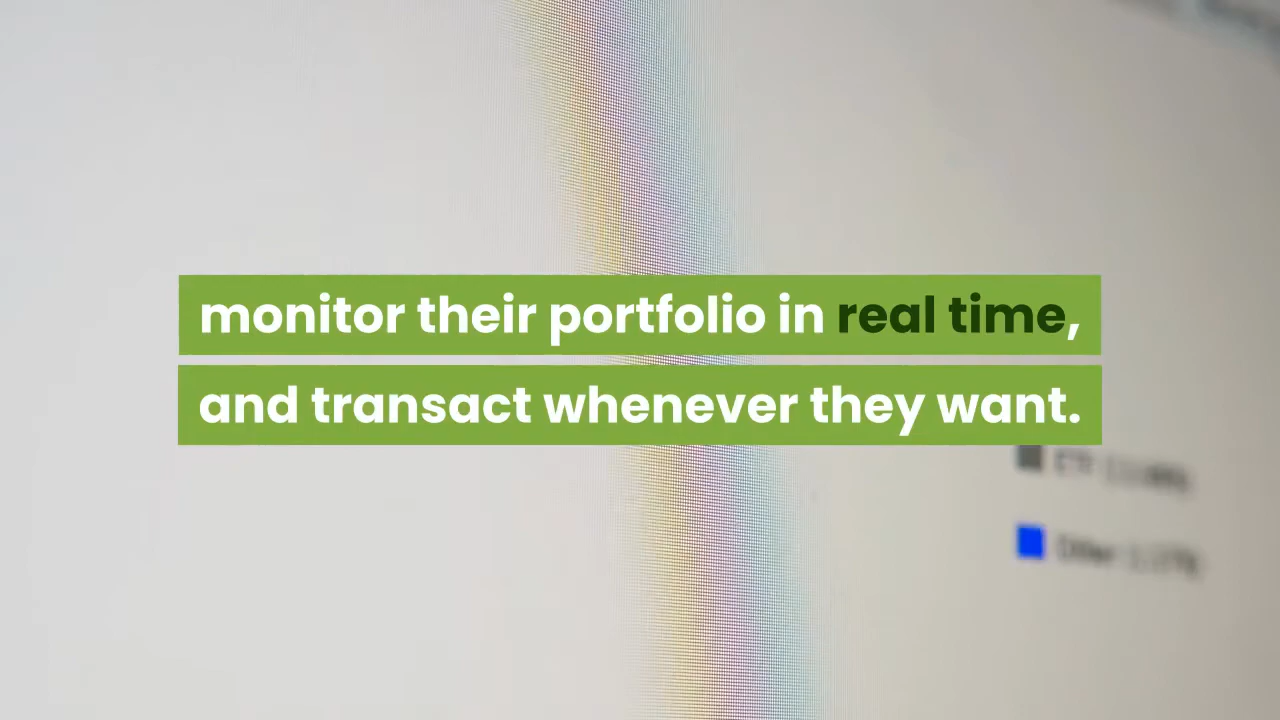 monitor their portfolio in real time,
and transact whenever they want.